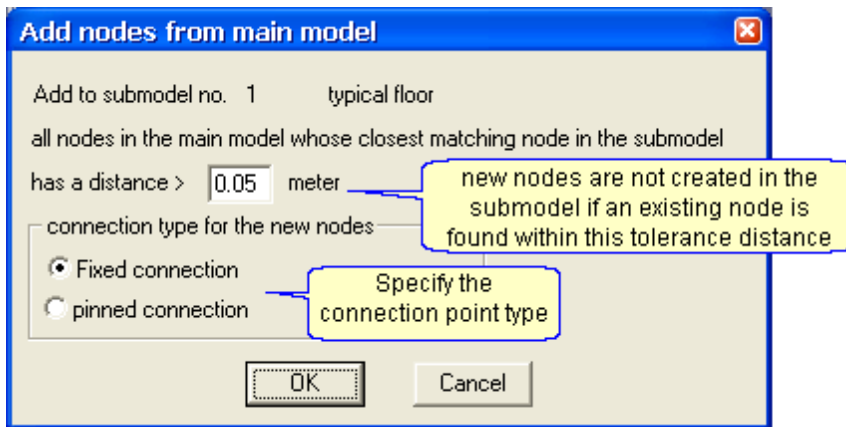 Add nodes from main model
Add to submodel no. 1 typical floor
all nodes in the main model whose closest matching node in the submodel
has a distance > 0.05 meter
new nodes are not created in the
submodel if an existing node is
found within this tolerance distance
connection type for the new nodes
Fixed connection
pinned connection
Specify the
connection point type
OK
Cancel